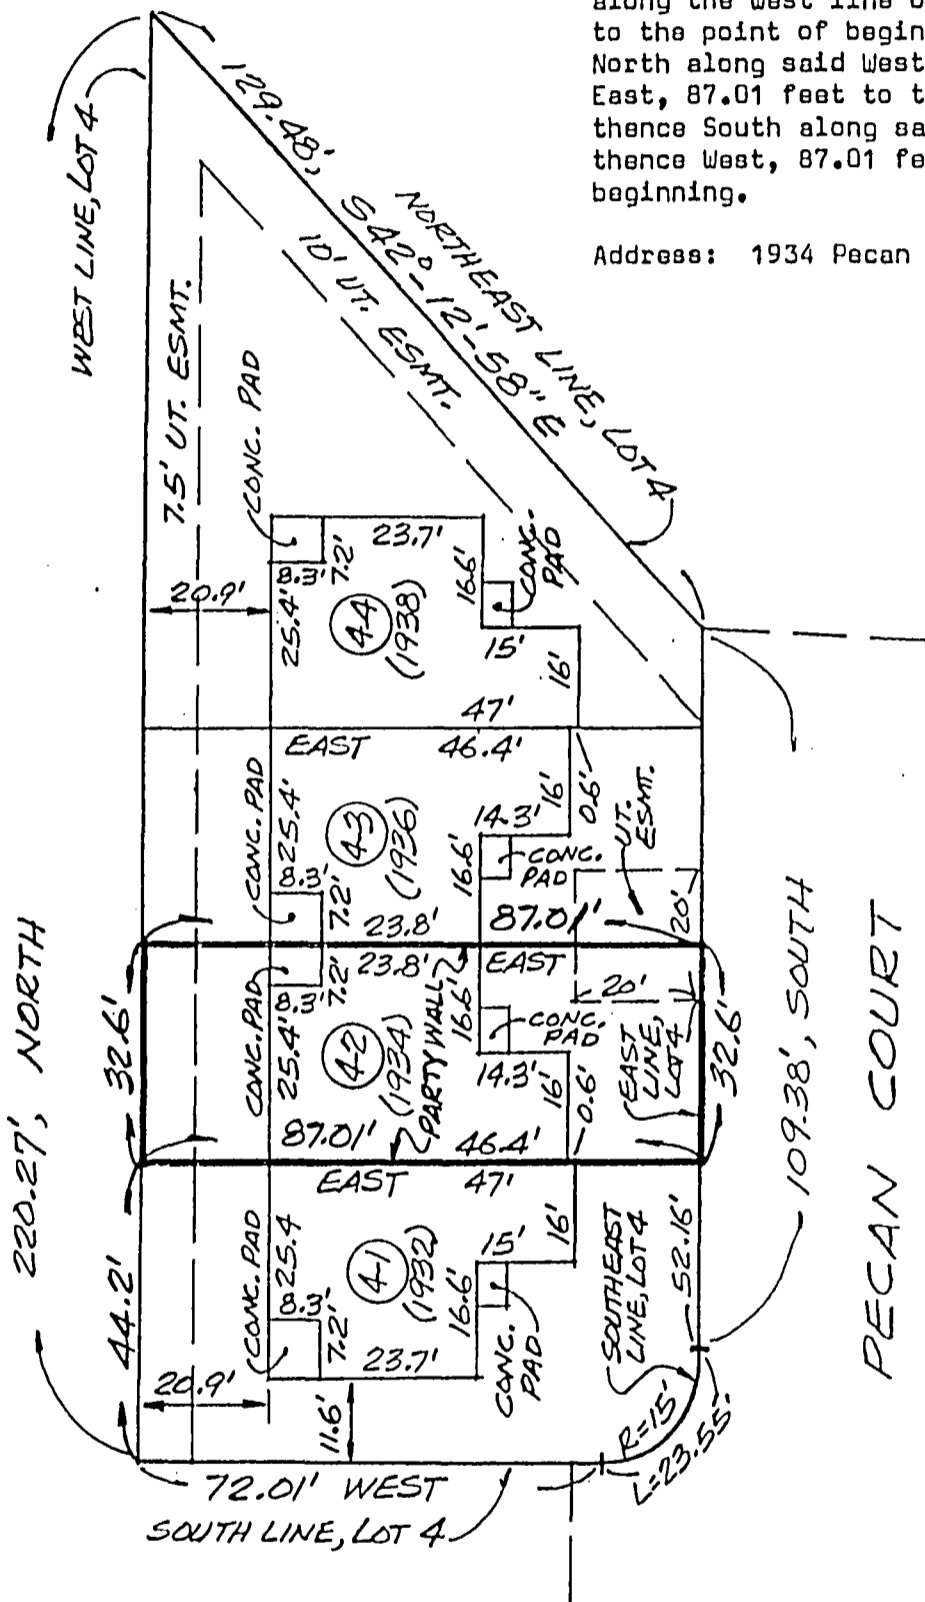 along the west line o
to the point of begin
North along said West
East, 87.01 feet to t
thence South along sa
thence West, 87.01 fe
beginning.
Address: 1934 Pecan
WEST LINE, LOT 4
129.48'
S42°-12'-58"E
NORTHEAST LINE, LOT 4
10' UT. ESMT.
7.5' UT. ESMT.
CONC. PAD
23.7'
8.3'
7.2'
16.6'
CONC.
PAD
20.9'
25.4'
4-4
(1938)
15'
16'
47'
EAST
46.4'
CONC. PAD
25.4'
4-3
(1936)
16'
0.6'
14.3'
UT.
ESMT.
16.6'
CONC.
PAD
8.3'
7.2'
23.8'
87.01'
20'
EAST
23.8'
CONC. PAD
8.3'
7.2'
PARTY WALL
16.6'
20'
CONC.
PAD
25.4'
4-2
(1934)
14.3'
16'
0.6'
EAST
LINE,
LOT 4
32.6'
32.6'
87.01'
46.4'
EAST
47'
220.27', NORTH
109.38', SOUTH
PECAN COURT
44.2'
CONC. PAD
25.4
4-1
(1932)
15'
16'
SOUTHEAST
LINE, LOT 4
52.16'
8.3'
7.2'
16.6'
CONC.
PAD
23.7'
20.9'
11.6'
R=15'
L=23.55'
72.01' WEST
SOUTH LINE, LOT 4